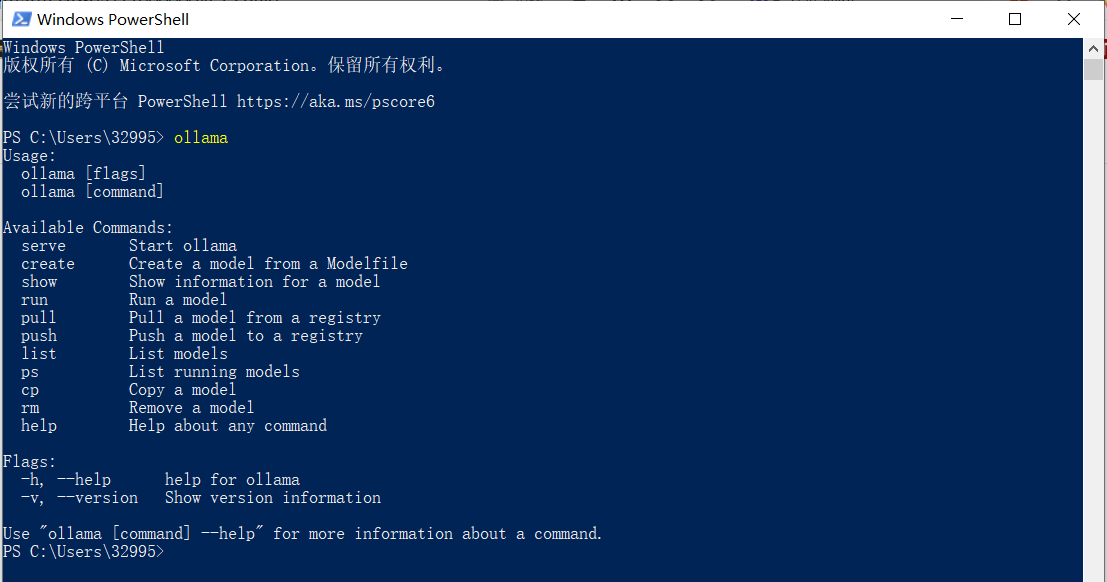 Windows PowerShell
Windows PowerShell
版权所有 (C) Microsoft Corporation。保留所有权利。
尝试新的跨平台 PowerShell https://aka.ms/pscore6
PS C:\Users\32995> ollama
Usage:
  ollama [flags]
  ollama [command]
Available Commands:
  serve       Start ollama
  create      Create a model from a Modelfile
  show        Show information for a model
  run         Run a model
  pull        Pull a model from a registry
  push        Push a model to a registry
  list        List models
  ps          List running models
  cp          Copy a model
  rm          Remove a model
  help        Help about any command
Flags:
  -h, --help      help for ollama
  -v, --version   Show version information
Use "ollama [command] --help" for more information about a command.
PS C:\Users\32995>